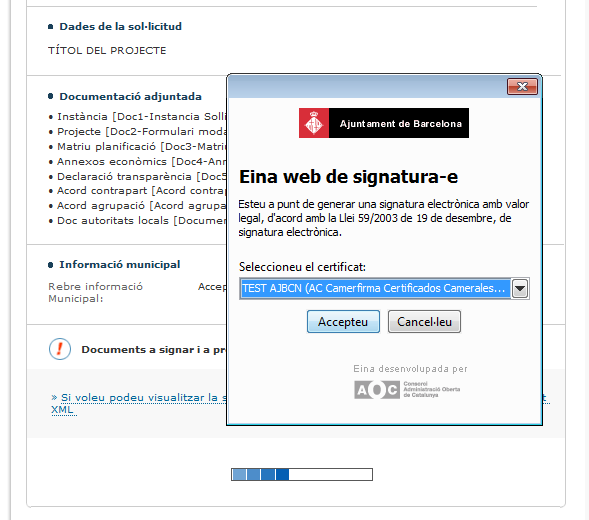 Dades de la sol·licitud
TÍTOL DEL PROJECTE
Documentació adjuntada
• Instància [Doc1-Instancia Solli
• Projecte [Doc2-Formulari moda
• Matriu planificació [Doc3-Matri
• Annexos econòmics [Doc4-Anr
• Declaració transparència [Doc5
• Acord contrapart [Acord contrap
• Acord agrupació [Acord agrupa
• Doc autoritats locals [Documen
Informació municipal
Rebre informació Accep
Municipal:
Documents a signar i a pr
» Si voleu podeu visualitzar la s
t
XML
Ajuntament de Barcelona
Eina web de signatura-e
Esteu a punt de generar una signatura electrònica amb valor
legal, d'acord amb la Llei 59/2003 de 19 de desembre, de
signatura electrònica.
Seleccioneu el certificat:
TEST AJBCN (AC Camerfirma Certificados Camerales...
Accepteu Cancel·leu
Eina desenvolupada per
AOC
Consorci
Administració Oberta
de Catalunya